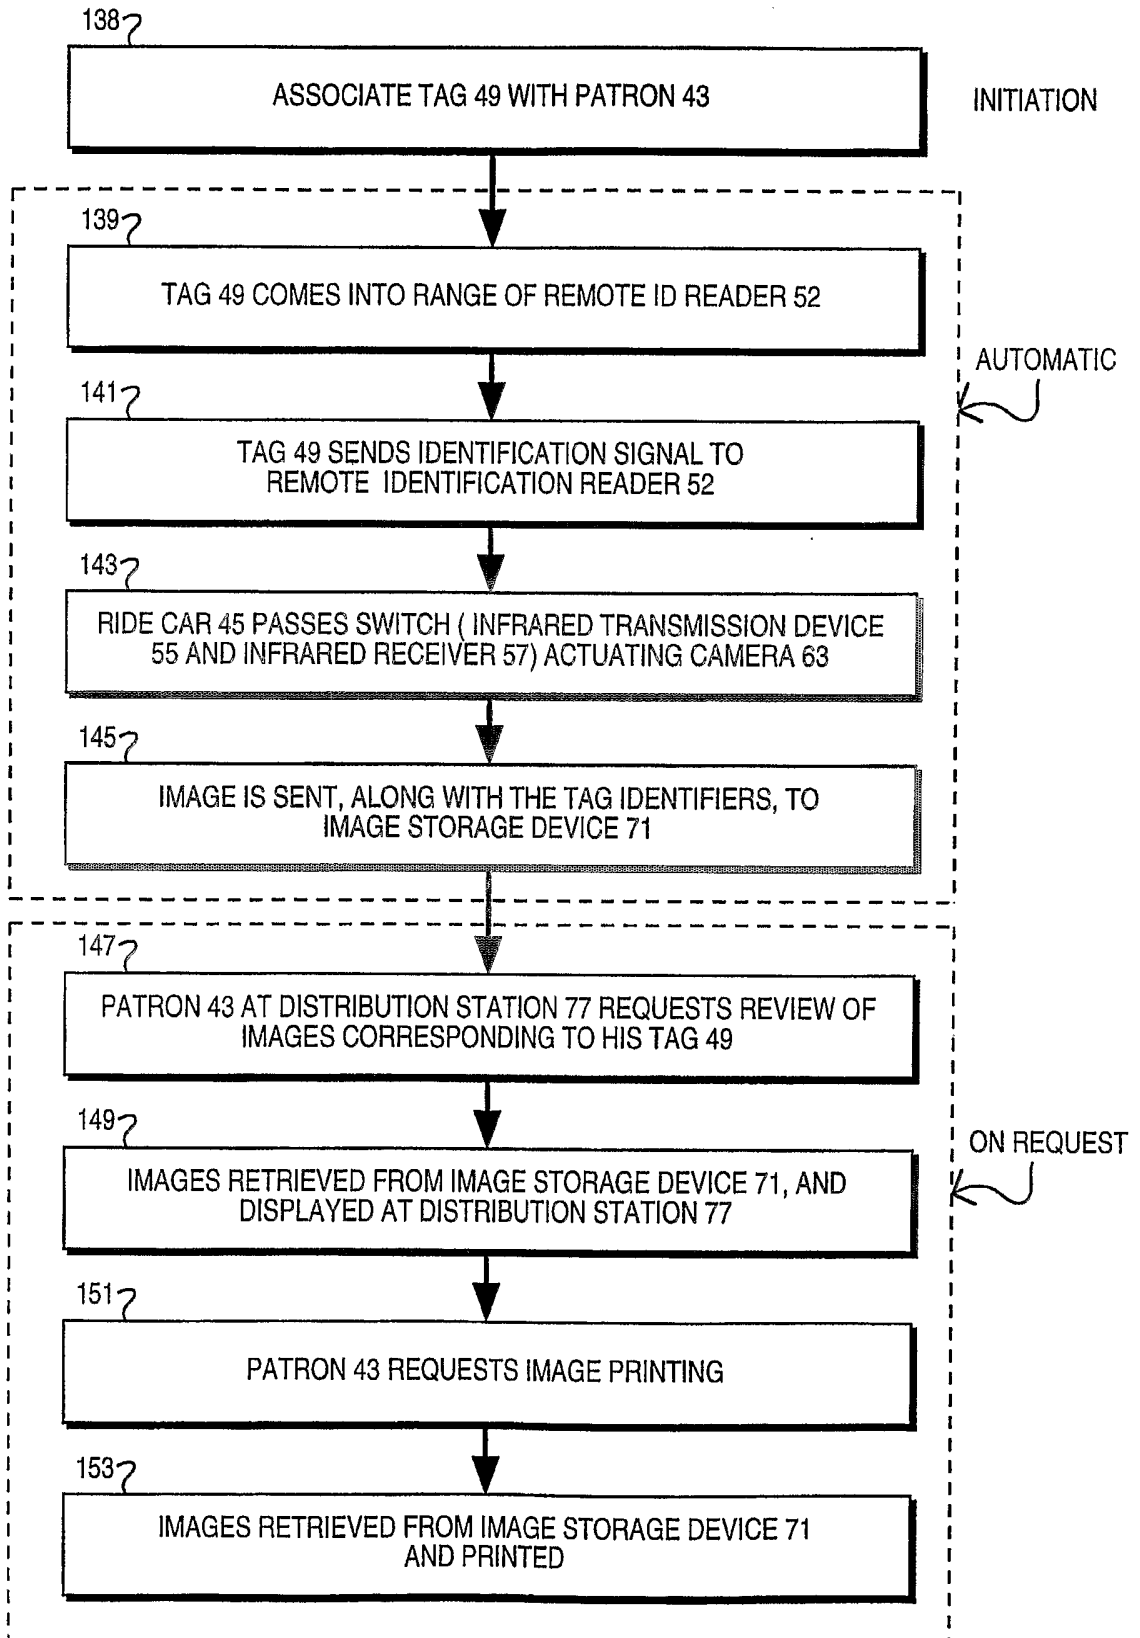 138
ASSOCIATE TAG 49 WITH PATRON 43
INITIATION
139
TAG 49 COMES INTO RANGE OF REMOTE ID READER 52
AUTOMATIC
141
TAG 49 SENDS IDENTIFICATION SIGNAL TO
REMOTE IDENTIFICATION READER 52
143
RIDE CAR 45 PASSES SWITCH ( INFRARED TRANSMISSION DEVICE
55 AND INFRARED RECEIVER 57) ACTUATING CAMERA 63
145
IMAGE IS SENT, ALONG WITH THE TAG IDENTIFIERS, TO
IMAGE STORAGE DEVICE 71
147
PATRON 43 AT DISTRIBUTION STATION 77 REQUESTS REVIEW OF
IMAGES CORRESPONDING TO HIS TAG 49
149
ON REQUEST
IMAGES RETRIEVED FROM IMAGE STORAGE DEVICE 71, AND
DISPLAYED AT DISTRIBUTION STATION 77
151
PATRON 43 REQUESTS IMAGE PRINTING
153
IMAGES RETRIEVED FROM IMAGE STORAGE DEVICE 71
AND PRINTED